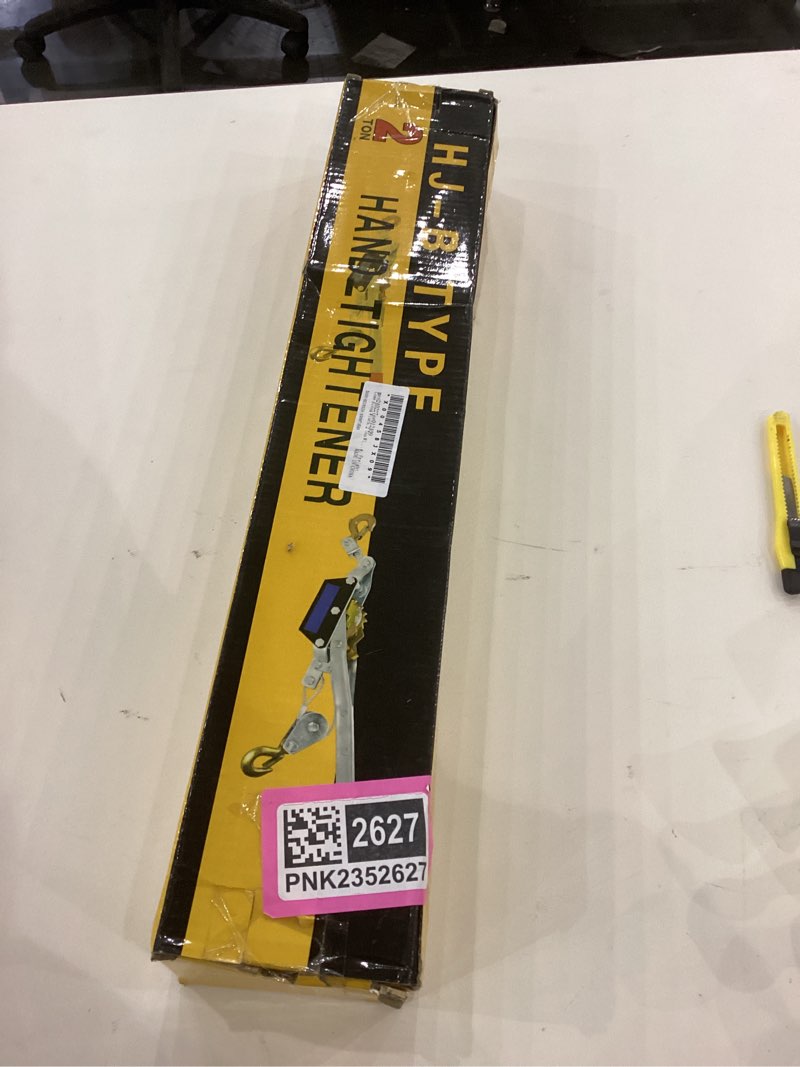 2
TON
HJ-B TYPE
HAND TIGHTENER
2627
PNK2352627